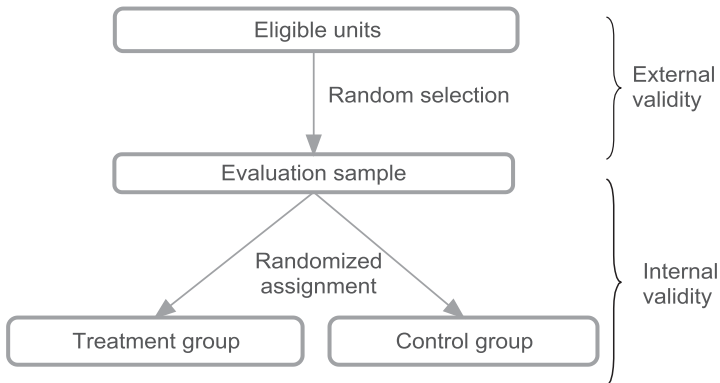 Eligible units
Random selection
External
validity
Evaluation sample
Randomized
assignment
Internal
validity
Treatment group
Control group